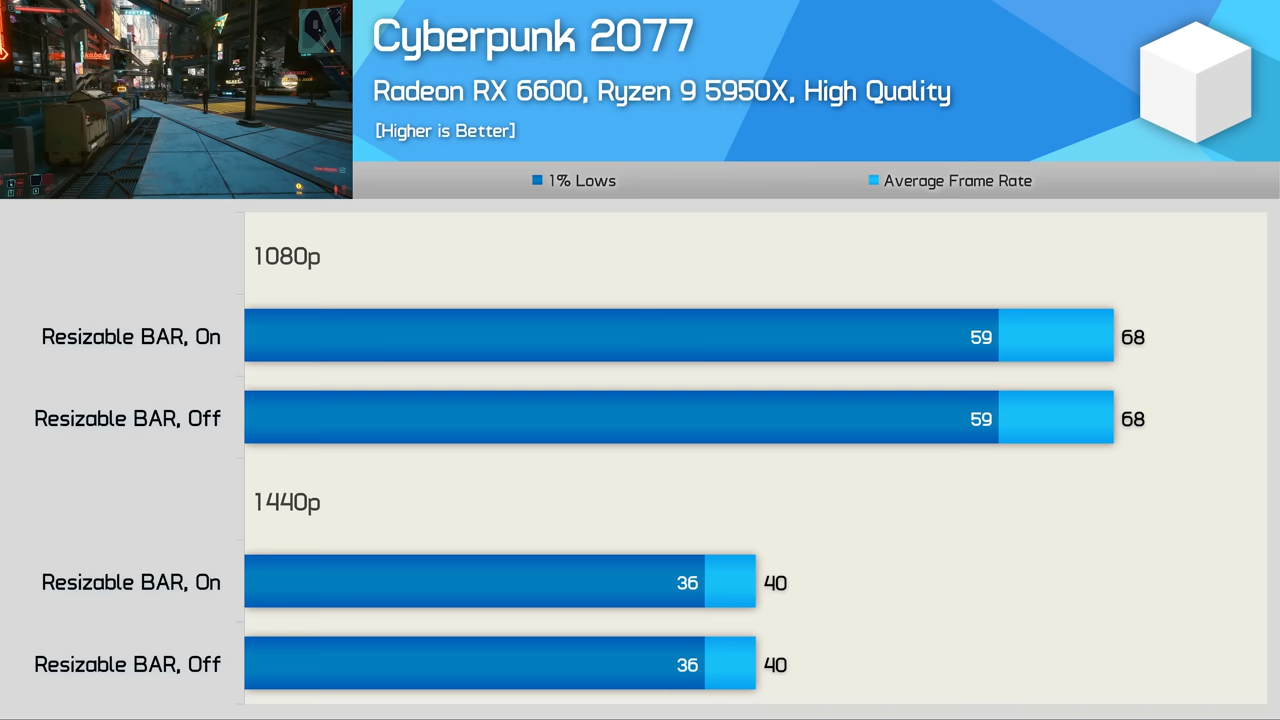 Cyberpunk 2077
Radeon RX 6600, Ryzen 9 5950X, High Quality
[Higher is Better]
1% Lows
Average Frame Rate
1080p
Resizable BAR, On
59
68
Resizable BAR, Off
59
68
1440p
Resizable BAR, On
36
40
Resizable BAR, Off
36
40